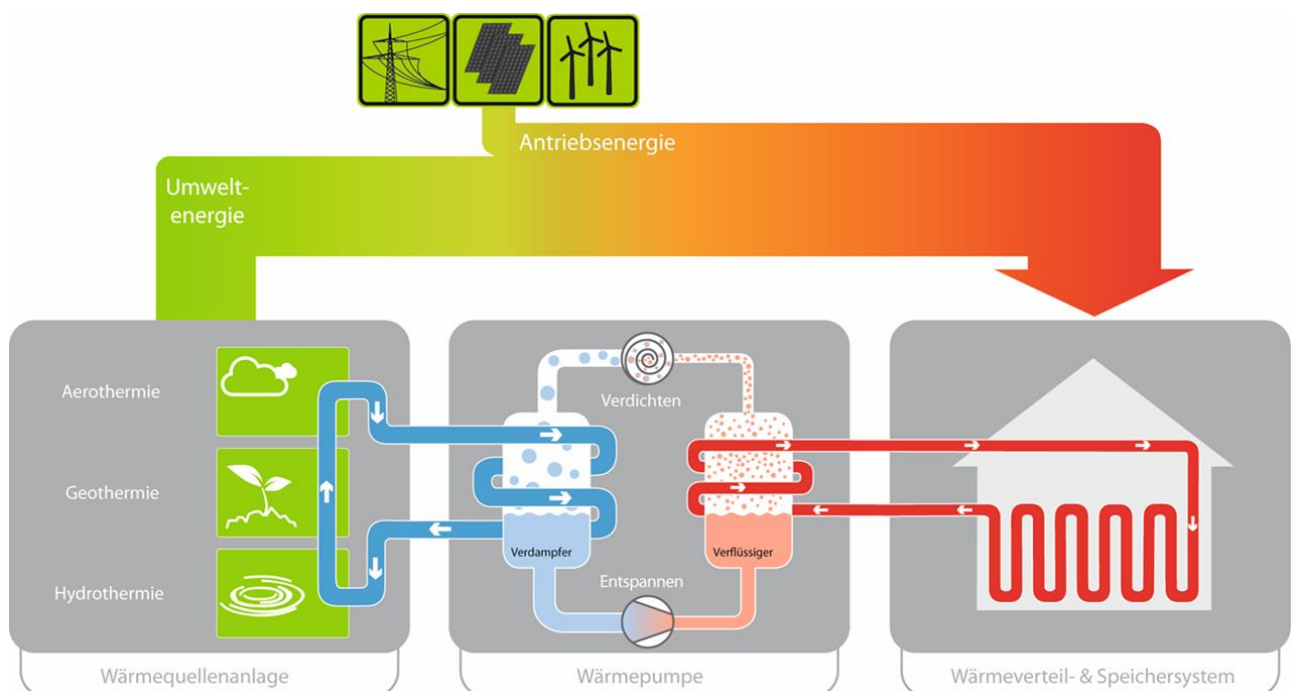 Antriebsenergie
Umwelt-
energie
Aerothermie
Geothermie
Hydrothermie
Verdichten
Verdampfer
Verflüssiger
Entspannen
Wärmequellenanlage
Wärmepumpe
Wärmeverteil- & Speichersystem